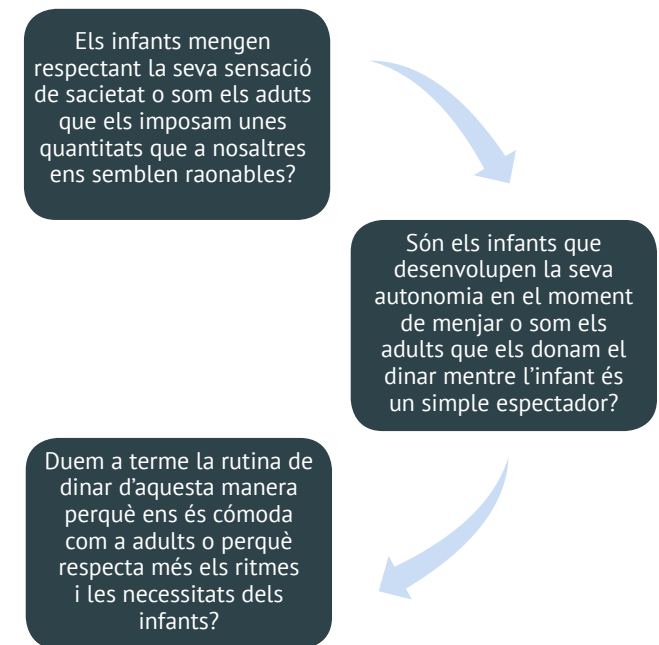 Els infants mengen
respectant la seva sensació
de sacietat o som els aduts
que els imposam unes
quantitats que a nosaltres
ens semblen raonables?
Són els infants que
desenvolupen la seva
autonomia en el moment
de menjar o som els
adults que els donam el
dinar mentre l’infant és
un simple espectador?
Duem a terme la rutina de
dinar d’aquesta manera
perquè ens és cómoda
com a adults o perquè
respecta més els ritmes
i les necessitats dels
infants?